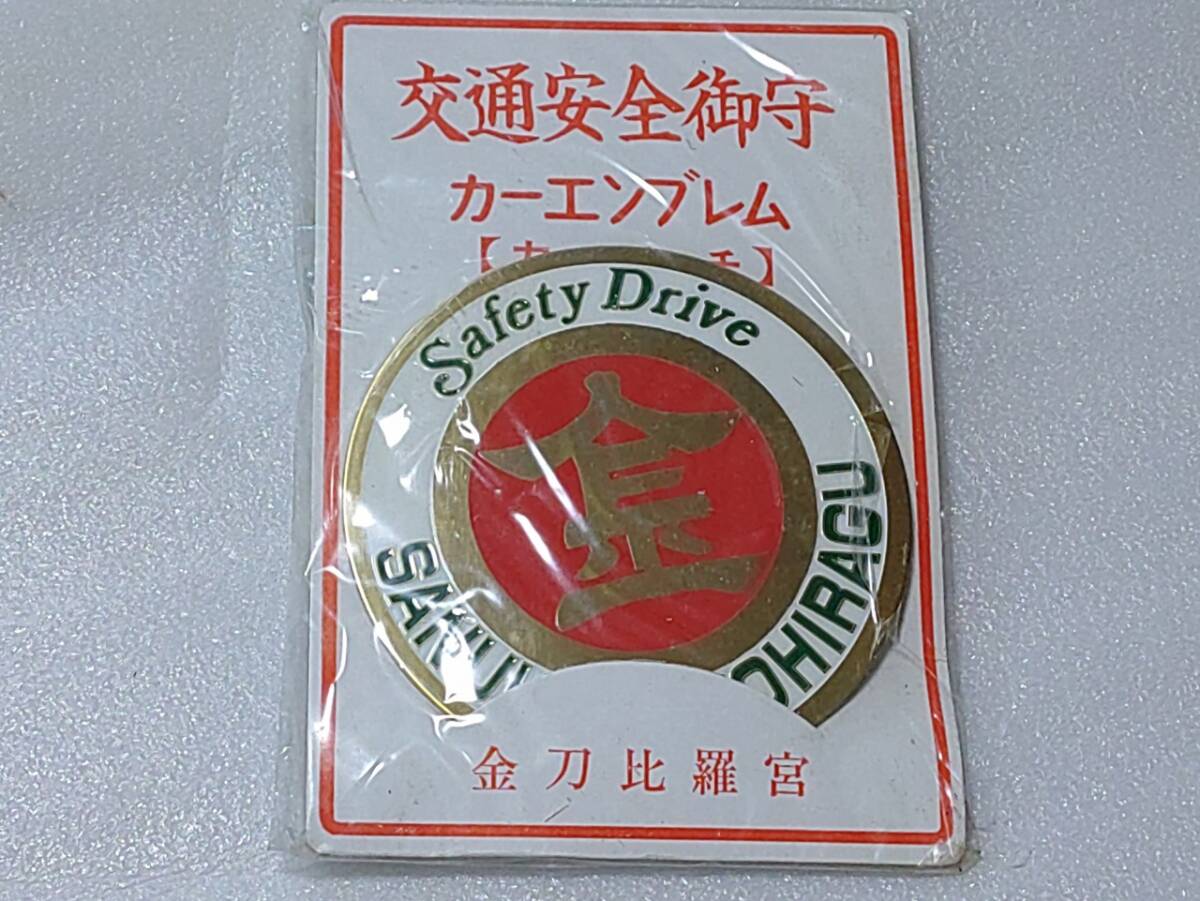 交通安全御守
カーエンブレム
Safety Drive
金
金刀比羅宮